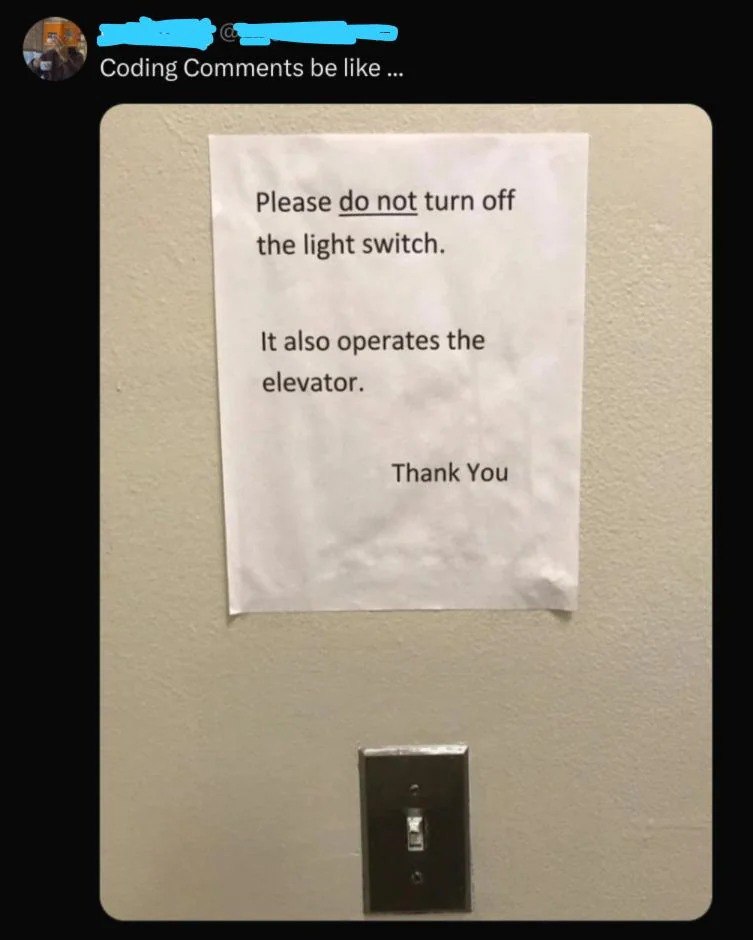 @
Coding Comments be like ...
Please do not turn off
the light switch.
It also operates the
elevator.
Thank You